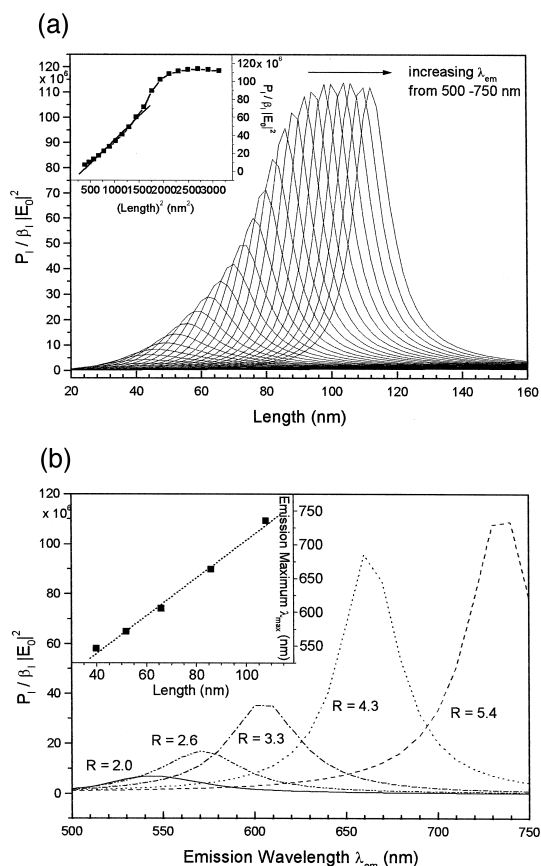 (a)
120
x 10⁶
110
100
90
80
70
60
50
40
30
20
10
0
P_l / β_l |E₀|²
20 40 60 80 100 120 140 160
Length (nm)
increasing λ_em
from 500 -750 nm
120x 10⁶
100
80
60
40
20
0
P_l / β_l |E₀|²
500 1000 1500 2000 2500 3000
(Length)² (nm²)
(b)
120
x 10⁶
100
80
60
40
20
0
P_l / β_l |E₀|²
500 550 600 650 700 750
Emission Wavelength λ_em (nm)
Emission Maximum λ_max (nm)
750
700
650
600
550
40 60 80 100
Length (nm)
R = 2.0
R = 2.6
R = 3.3
R = 4.3
R = 5.4